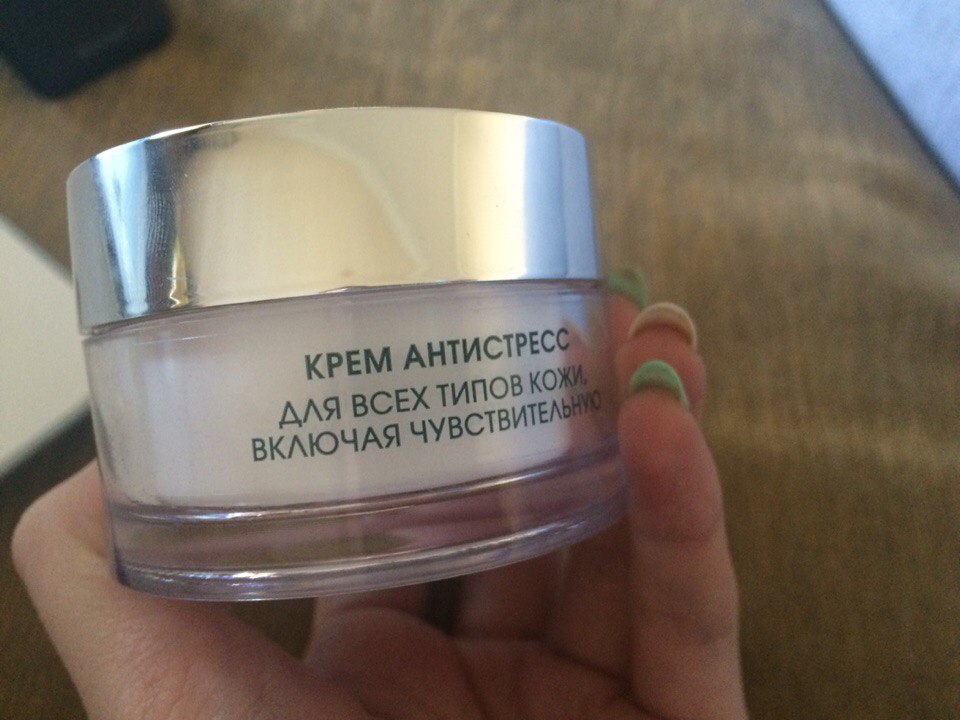 КРЕМ АНТИСТРЕСС
ДЛЯ ВСЕХ ТИПОВ КОЖИ,
ВКЛЮЧАЯ ЧУВСТВИТЕЛЬНУЮ